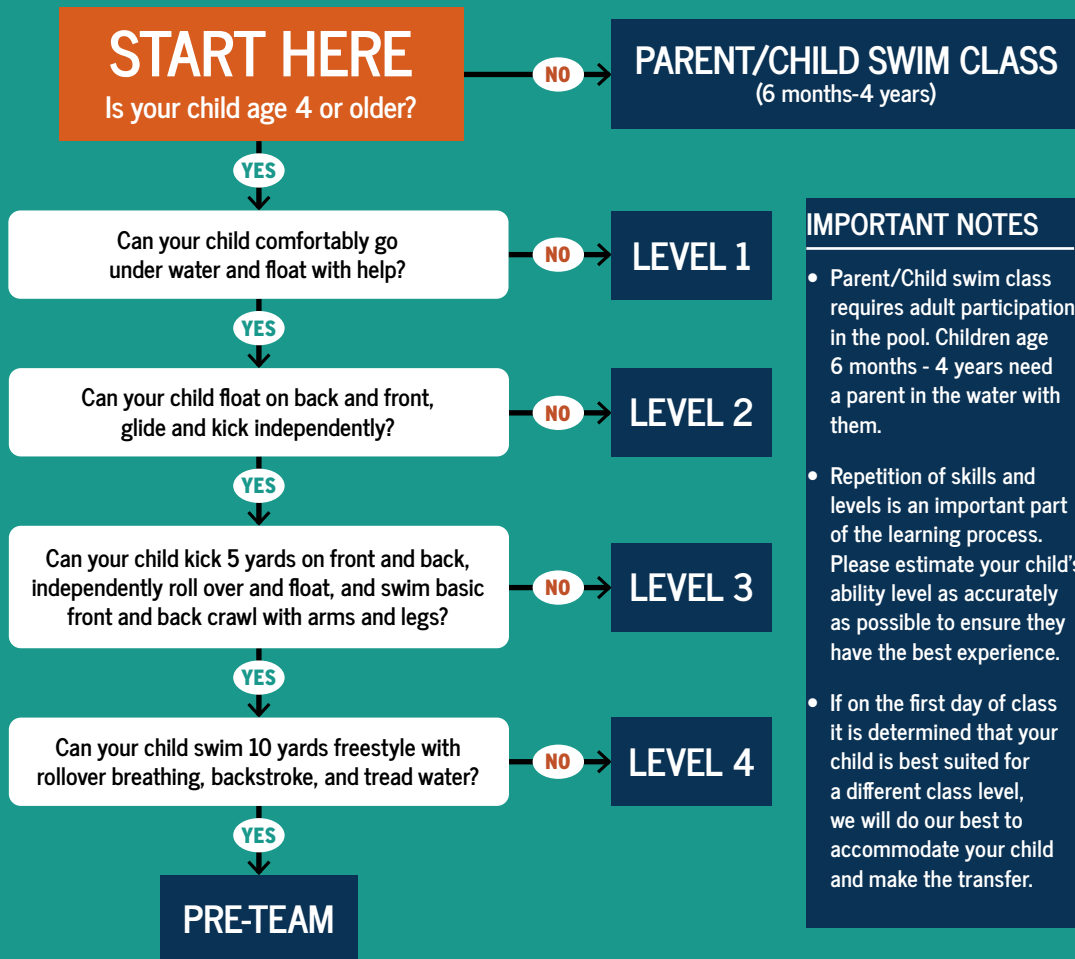 START HERE
Is your child age 4 or older?
NO
PARENT/CHILD SWIM CLASS
(6 months-4 years)
YES
Can your child comfortably go
under water and float with help?
NO
LEVEL 1
YES
Can your child float on back and front,
glide and kick independently?
NO
LEVEL 2
YES
Can your child kick 5 yards on front and back,
independently roll over and float, and swim basic
front and back crawl with arms and legs?
NO
LEVEL 3
YES
Can your child swim 10 yards freestyle with
rollover breathing, backstroke, and tread water?
NO
LEVEL 4
YES
PRE-TEAM
IMPORTANT NOTES
• Parent/Child swim class
requires adult participation
in the pool. Children age
6 months - 4 years need
a parent in the water with
them.
• Repetition of skills and
levels is an important part
of the learning process.
Please estimate your child's
ability level as accurately
as possible to ensure they
have the best experience.
• If on the first day of class
it is determined that your
child is best suited for
a different class level,
we will do our best to
accommodate your child
and make the transfer.